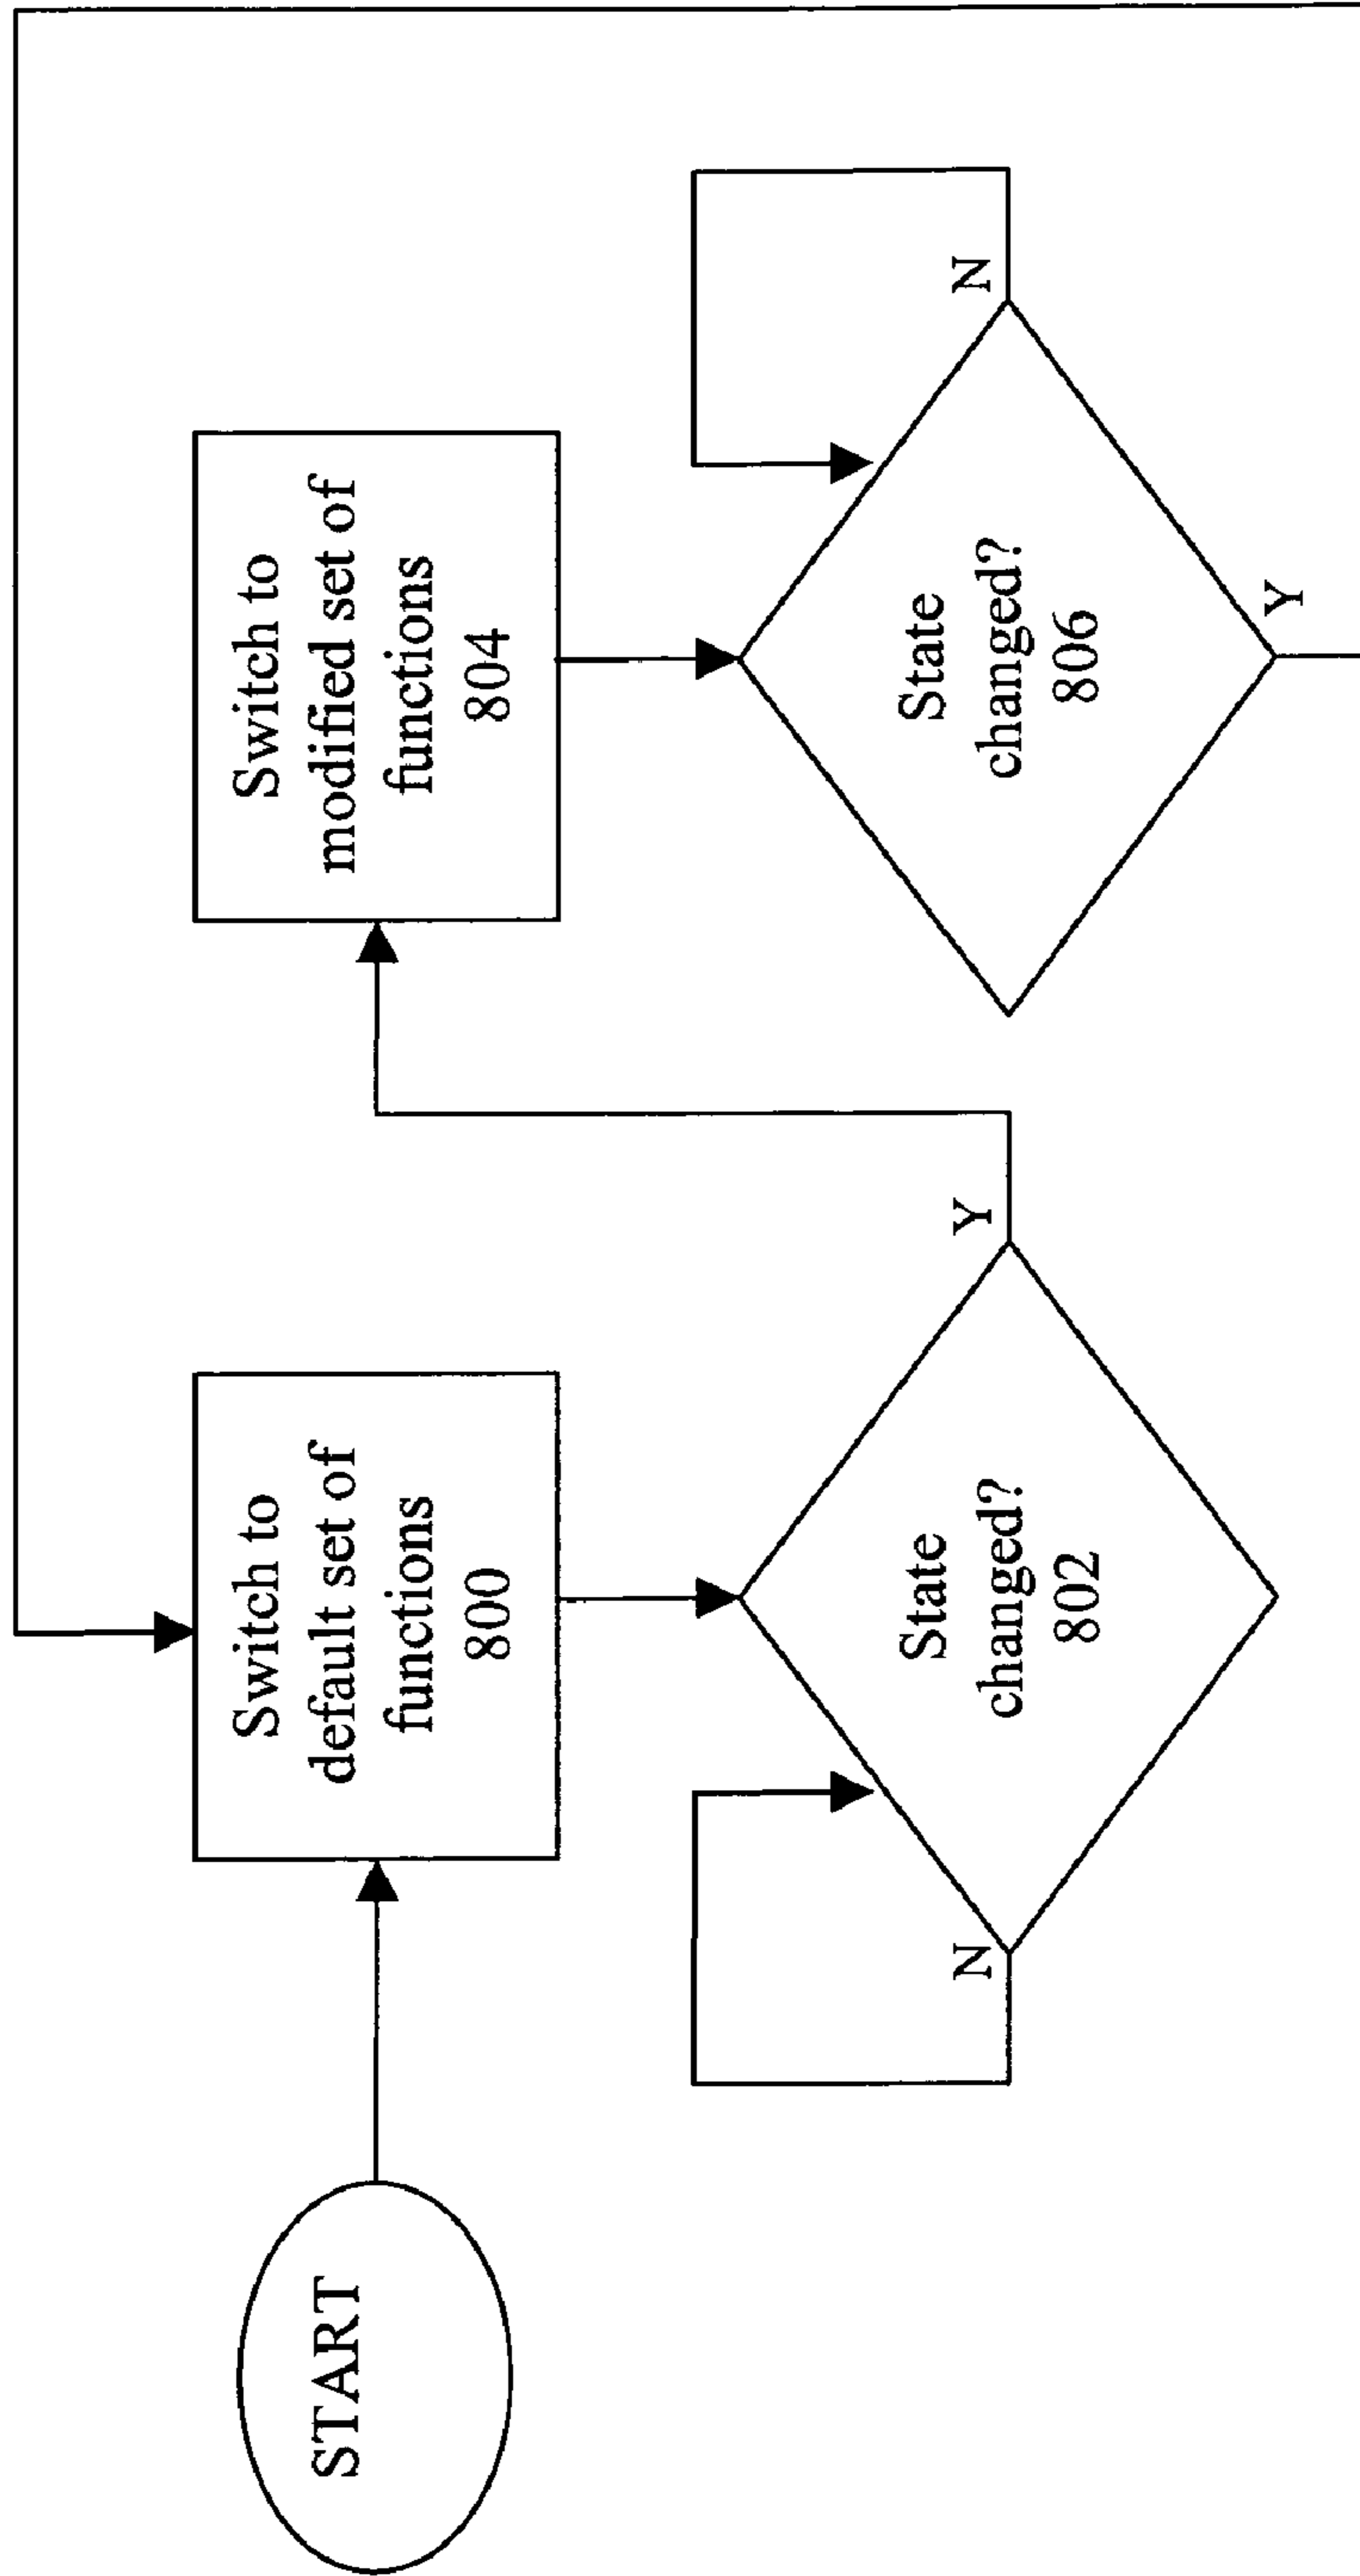 START
Switch to
default set of
functions
800
N
State
changed?
802
Y
Switch to
modified set of
functions
804
State
changed?
806
N
Y